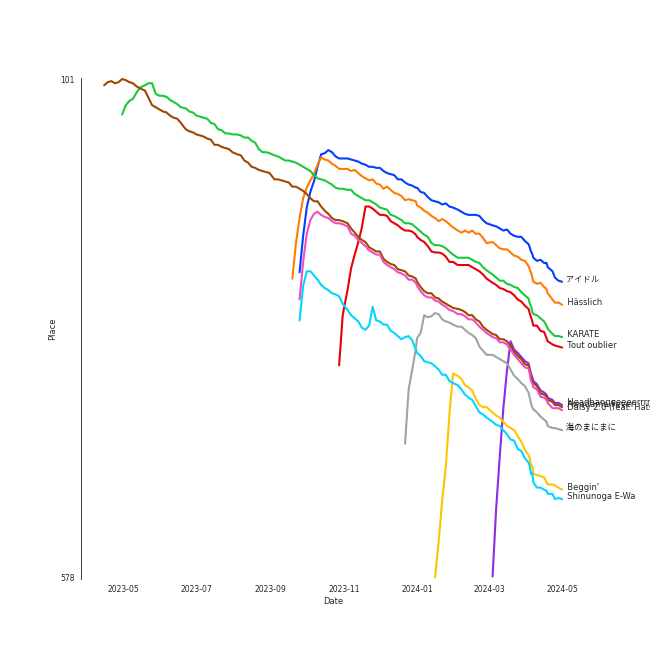 101
578
Place
2023-05
2023-07
2023-09
2023-11
2024-01
2024-03
2024-05
Date
アイドル
Hässlich
KARATE
Tout oublier
Daisy 2.0 (feat. Hat
海のまにまに
Beggin'
Shinunoga E-Wa